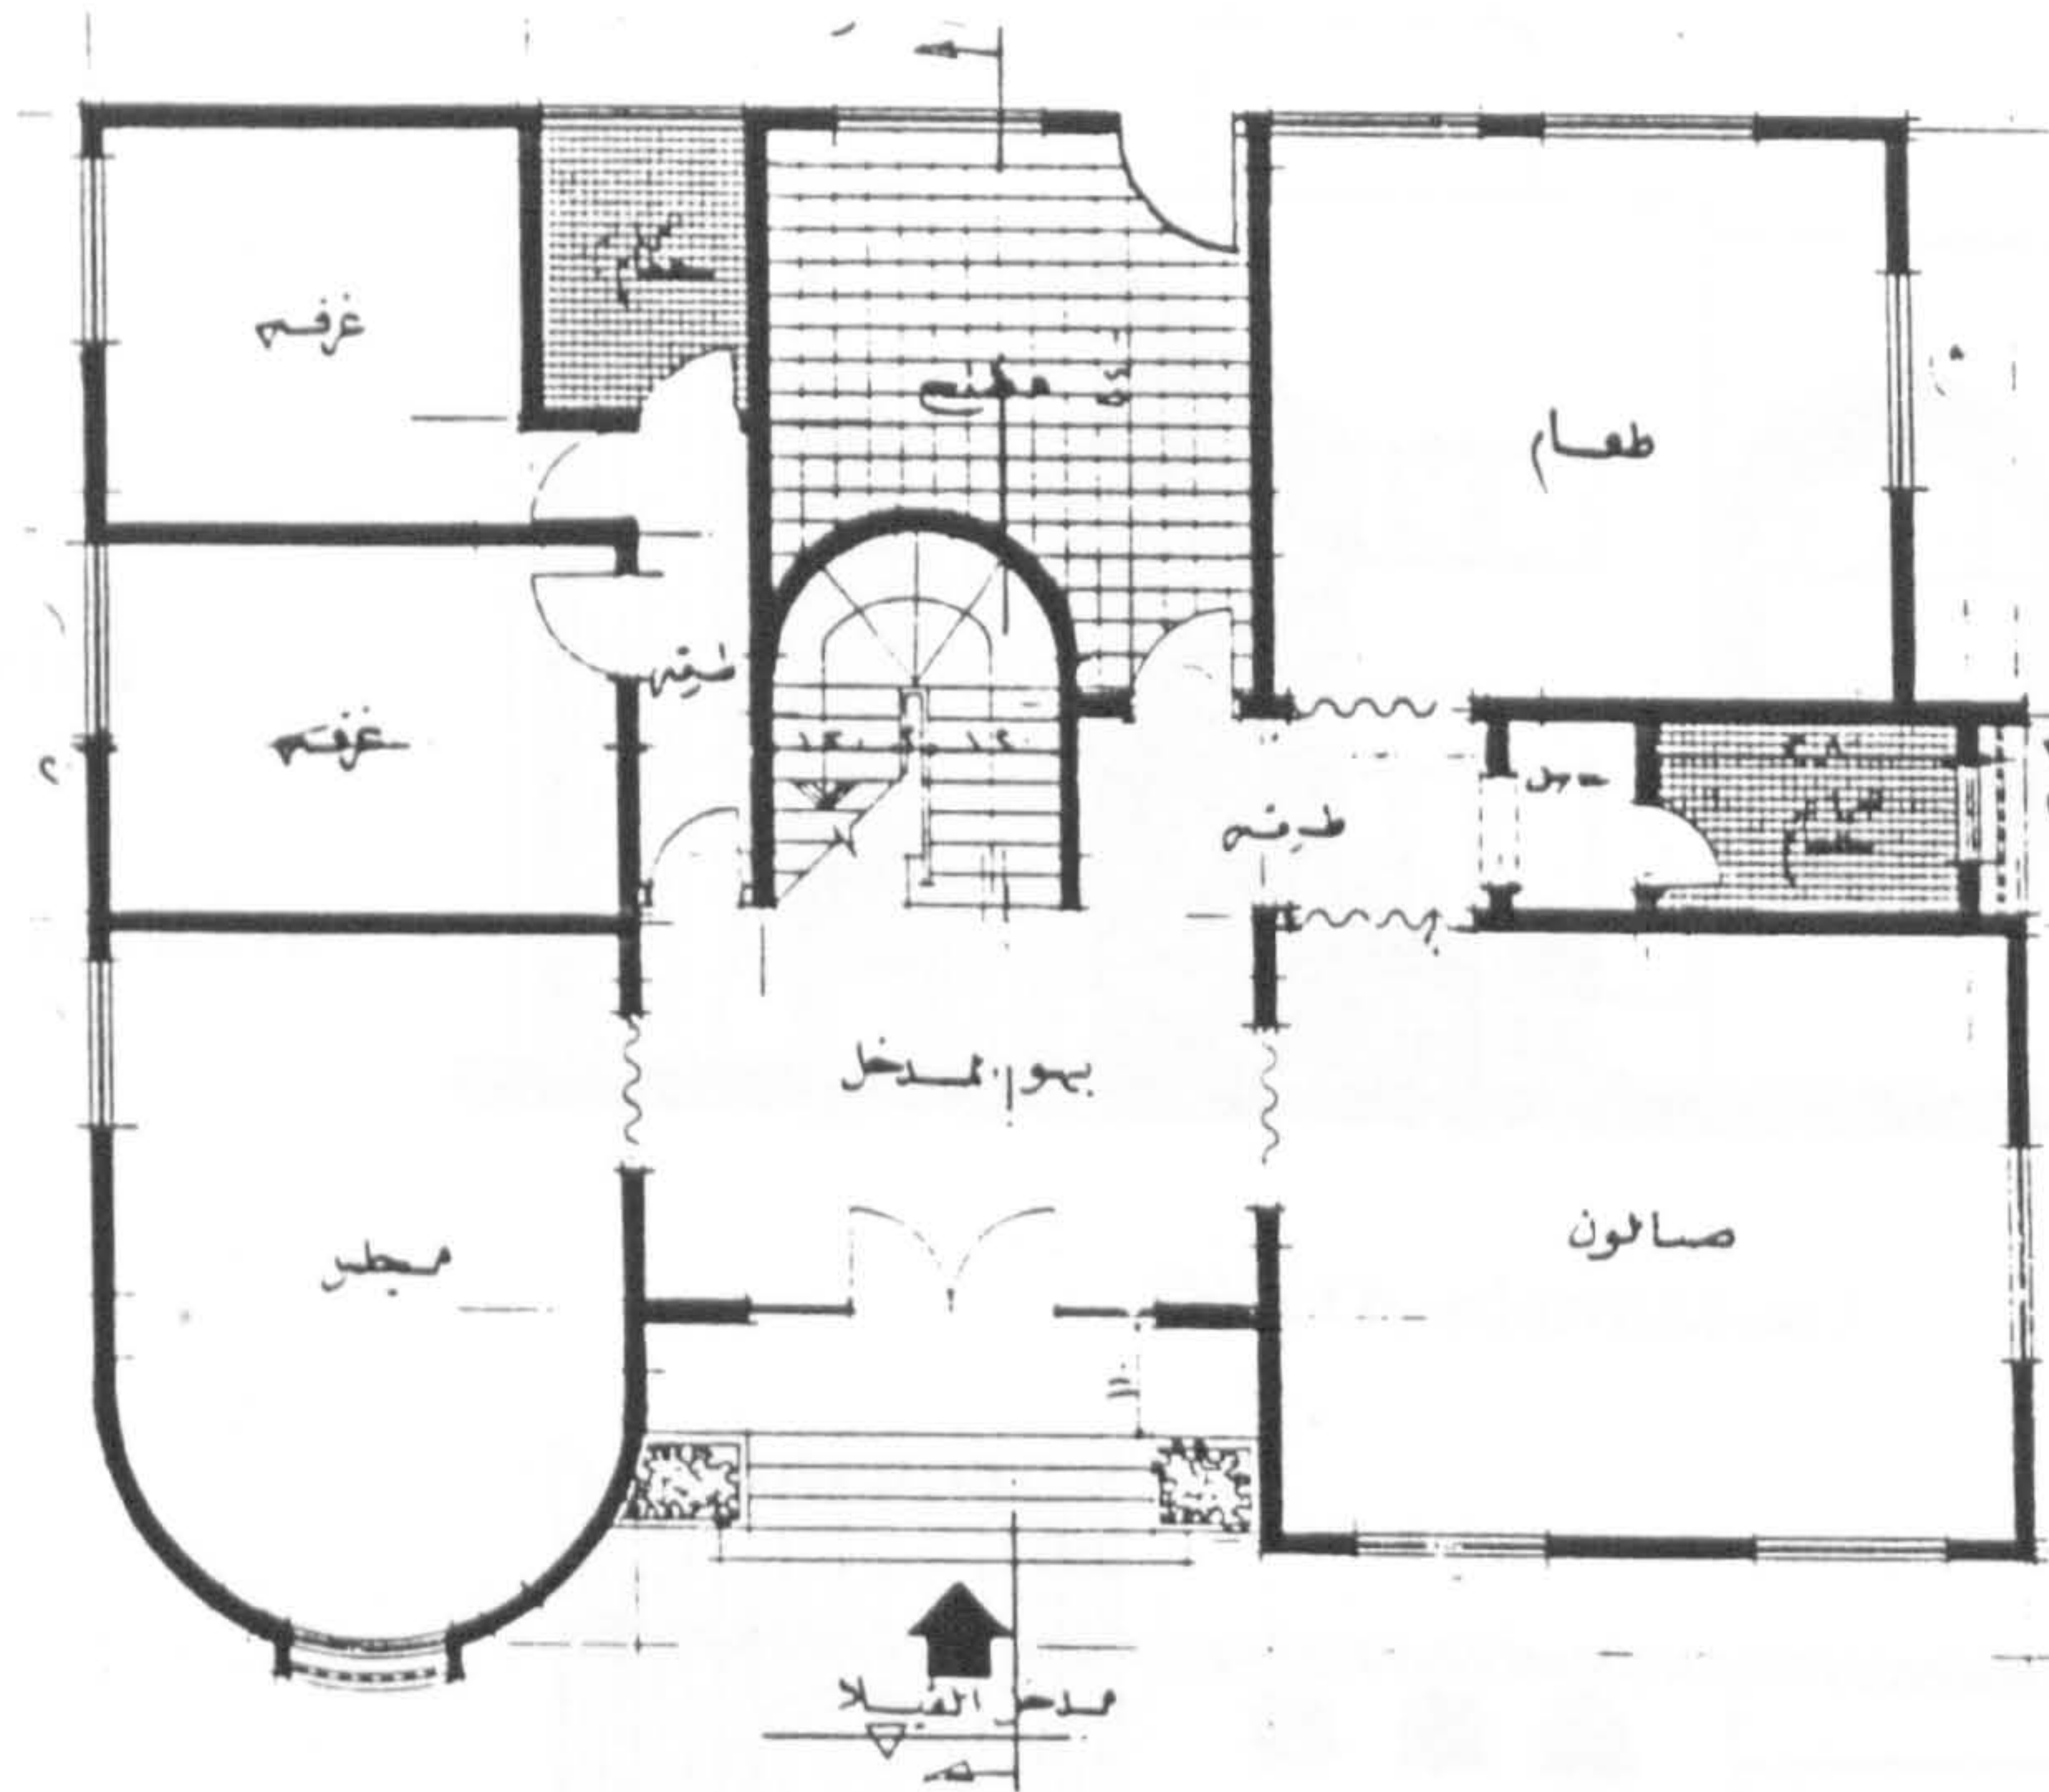 غرفه
حمام
مطبخ
طعام
غرفه
طرقه
طرقه
حمام
بهو المدخل
صالون
مجلس
مدخل الفيلا